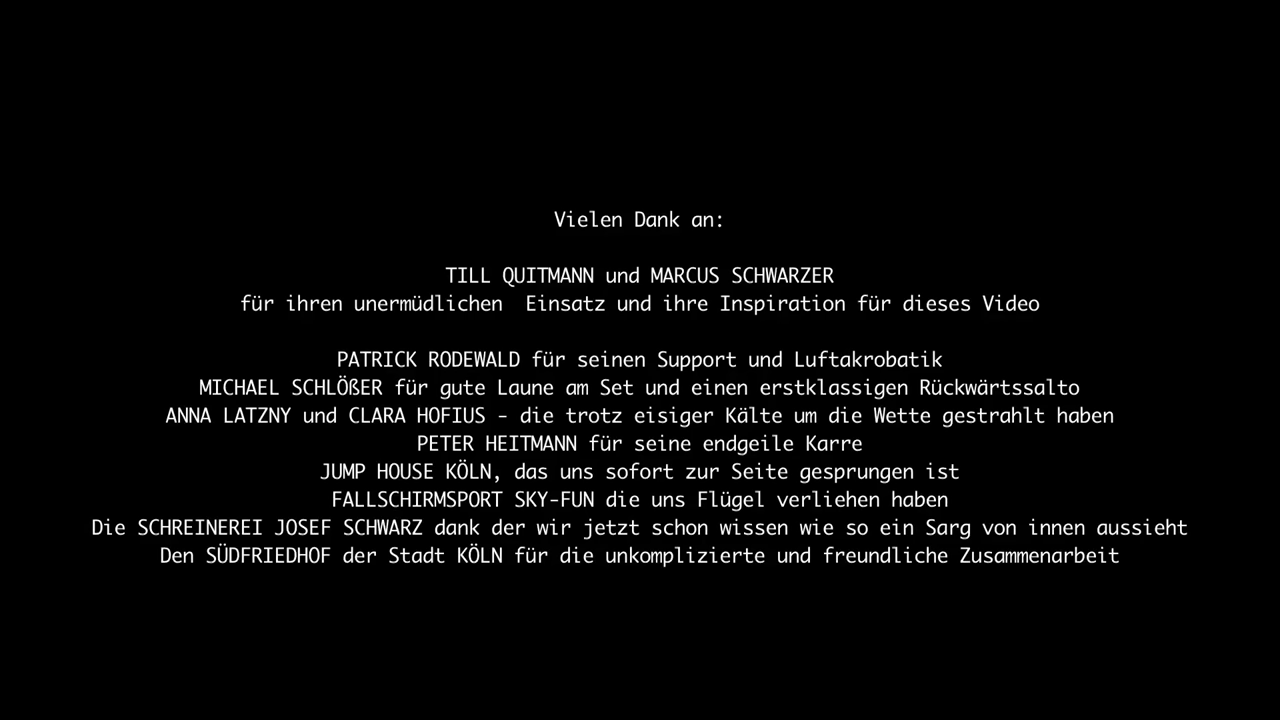 Vielen Dank an:
TILL QUITMANN und MARCUS SCHWARZER
für ihren unermüdlichen  Einsatz und ihre Inspiration für dieses Video
PATRICK RODEWALD für seinen Support und Luftakrobatik
MICHAEL SCHLÖßER für gute Laune am Set und einen erstklassigen Rückwärtssalto
ANNA LATZNY und CLARA HOFIUS - die trotz eisiger Kälte um die Wette gestrahlt haben
PETER HEITMANN für seine endgeile Karre
JUMP HOUSE KÖLN, das uns sofort zur Seite gesprungen ist
FALLSCHIRMSPORT SKY-FUN die uns Flügel verliehen haben
Die SCHREINEREI JOSEF SCHWARZ dank der wir jetzt schon wissen wie so ein Sarg von innen aussieht
Den SÜDFRIEDHOF der Stadt KÖLN für die unkomplizierte und freundliche Zusammenarbeit